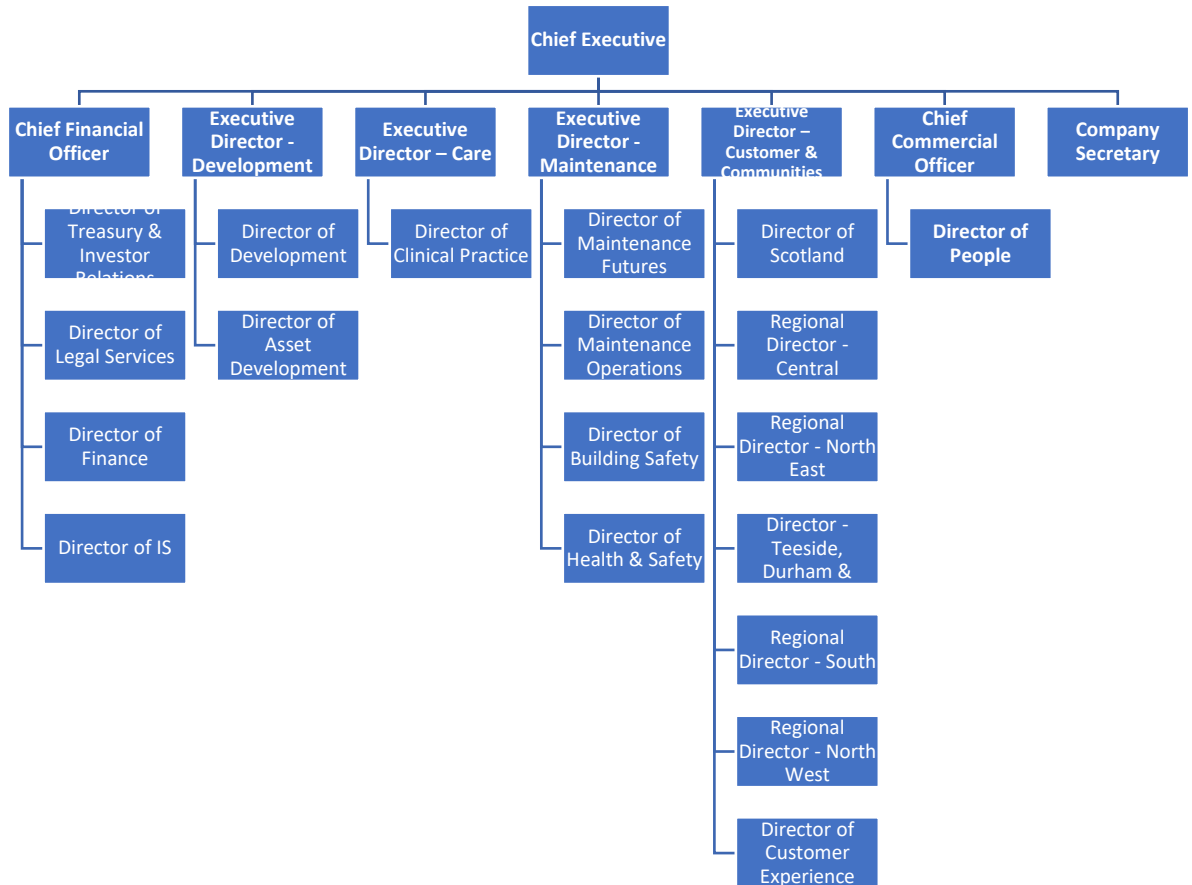 Chief Executive
Chief Financial
Officer
Executive
Director -
Development
Executive
Director – Care
Executive
Director -
Maintenance
Executive
Director –
Customer &
Communities
Chief
Commercial
Officer
Company
Secretary
Director of
Treasury &
Investor
Relations
Director of
Legal Services
Director of
Finance
Director of IS
Director of
Development
Director of
Asset
Development
Director of
Clinical Practice
Director of
Maintenance
Futures
Director of
Maintenance
Operations
Director of
Building Safety
Director of
Health & Safety
Director of
Scotland
Regional
Director -
Central
Regional
Director - North
East
Director -
Teeside,
Durham &
Regional
Director - South
Regional
Director - North
West
Director of
Customer
Experience
Director of
People